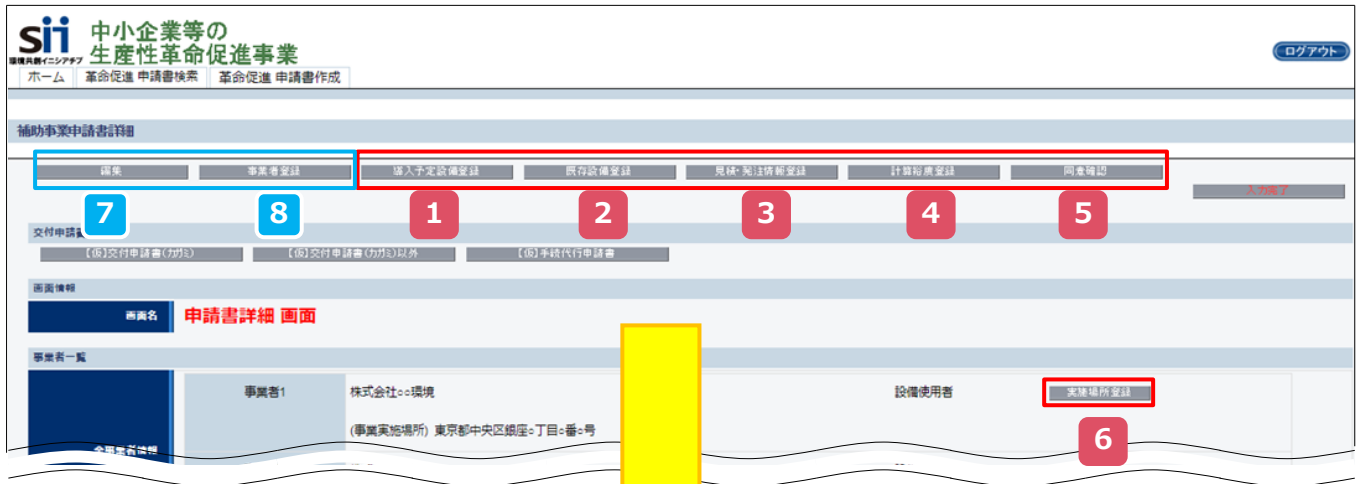 sii 中小企業等の
環境共創イニシアチブ 生産性革命促進事業
ログアウト
ホーム 革命促進 申請書検索 革命促進 申請書作成
補助事業申請書詳細
編集 事業者登録 導入予定設備登録 既存設備登録 見積・発注情報登録 計算結果登録 同意確認
入力完了
7 8 1 2 3 4 5
交付申請書
【仮】交付申請書(カガミ) 【仮】交付申請書(カガミ)以外 【仮】手続代行申請書
画面情報
画面名 申請書詳細 画面
事業者一覧
事業者1 株式会社○○環境 設備使用者 実施場所登録
(事業実施場所) 東京都中央区銀座○丁目○番○号
6
全事業者情報